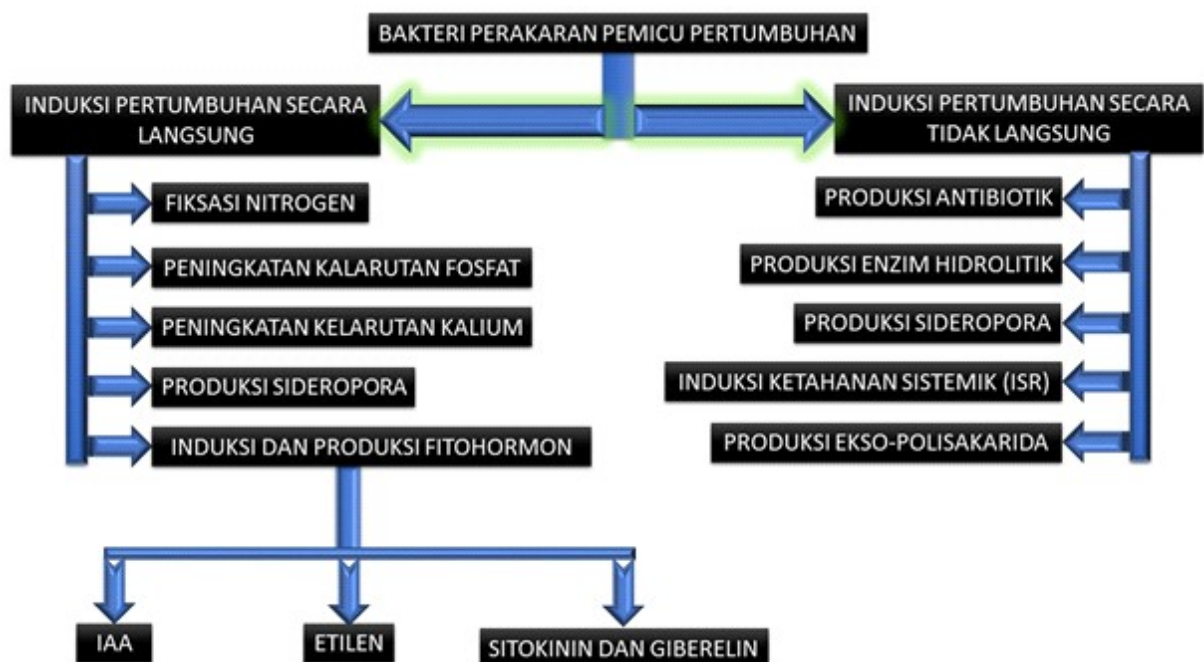 BAKTERI PERAKARAN PEMICU PERTUMBUHAN
INDUKSI PERTUMBUHAN SECARA
LANGSUNG
FIKSASI NITROGEN
PENINGKATAN KALARUTAN FOSFAT
PENINGKATAN KELARUTAN KALIUM
PRODUKSI SIDEROPORA
INDUKSI DAN PRODUKSI FITOHORMON
IAA
ETILEN
SITOKININ DAN GIBERELIN
INDUKSI PERTUMBUHAN SECARA
TIDAK LANGSUNG
PRODUKSI ANTIBIOTIK
PRODUKSI ENZIM HIDROLITIK
PRODUKSI SIDEROPORA
INDUKSI KETAHANAN SISTEMIK (ISR)
PRODUKSI EKSO-POLISAKARIDA